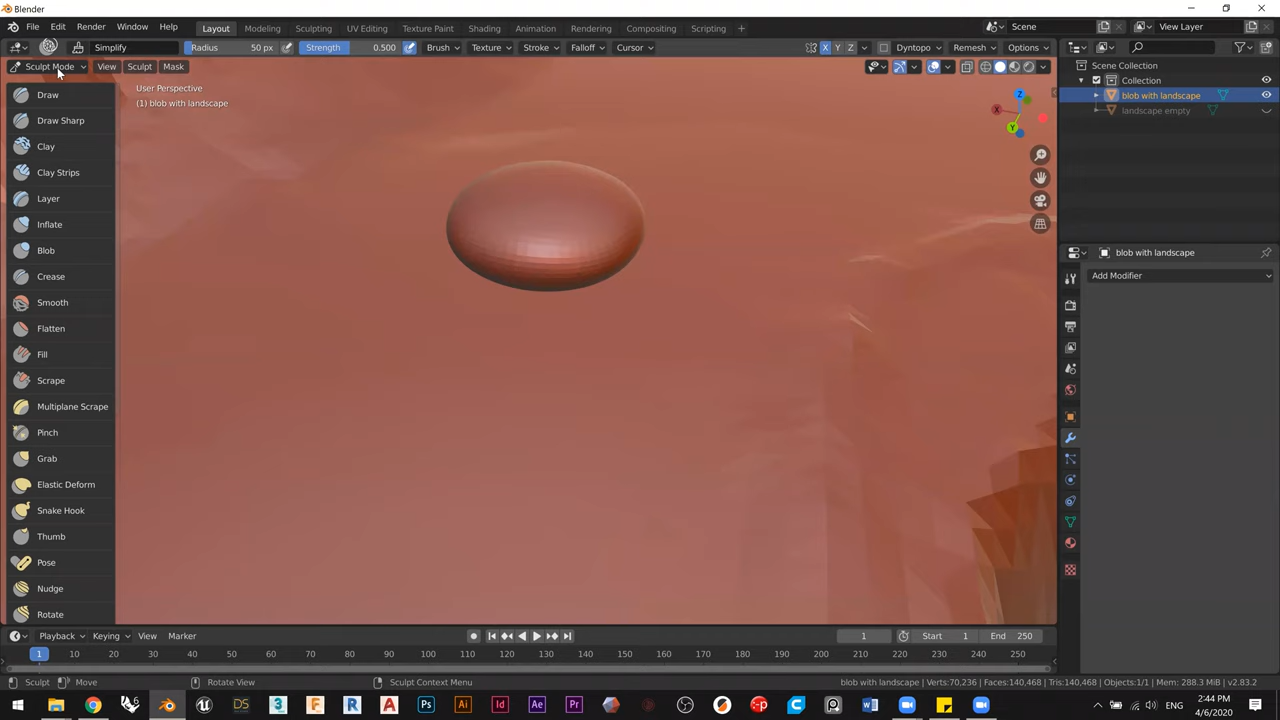 Blender
File Edit Render Window Help Layout Modeling Sculpting UV Editing Texture Paint Shading Animation Rendering Compositing Scripting Scene View Layer
Simplify Radius 50 px Strength 0.500 Brush Texture Stroke Falloff Cursor X Y Z Dyntopo Remesh Options
Sculpt Mode View Sculpt Mask
Scene Collection
Collection
blob with landscape
landscape empty
User Perspective
(1) blob with landscape
Z
X
Y
Draw
Draw Sharp
Clay
Clay Strips
Layer
Inflate
Blob
Crease
Smooth
Flatten
Fill
Scrape
Multiplane Scrape
Pinch
Grab
Elastic Deform
Snake Hook
Thumb
Pose
Nudge
Rotate
blob with landscape
Add Modifier
Playback Keying View Marker 1 Start 1 End 250
1 10 20 30 40 50 60 70 80 90 100 110 120 130 140 150 160 170 180 190 200 210 220 230 240 250
Sculpt Move Rotate View Sculpt Context Menu blob with landscape | Verts:70,236 | Faces:140,468 | Tris:140,468 | Objects:1/1 | Mem: 288.3 MiB | v2.83.2
DS 3 F R A Ps Ai Id Ae Pr W ENG 2:44 PM
4/6/2020